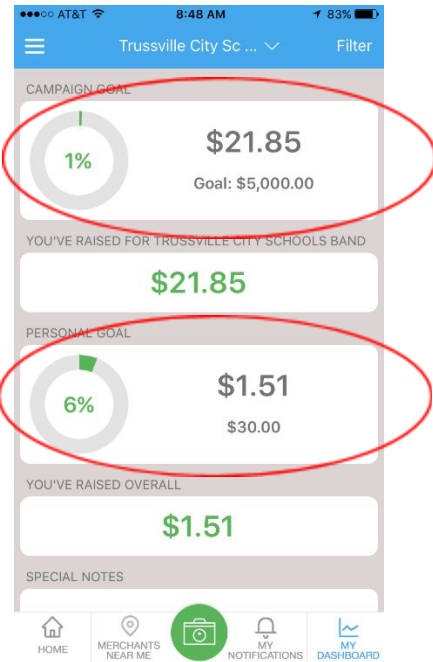 AT&T 8:48 AM 83%
Trussville City Sc ... Filter
CAMPAIGN GOAL
1%
$21.85
Goal: $5,000.00
YOU'VE RAISED FOR TRUSSVILLE CITY SCHOOLS BAND
$21.85
PERSONAL GOAL
6%
$1.51
$30.00
YOU'VE RAISED OVERALL
$1.51
SPECIAL NOTES
HOME
MERCHANTS
NEAR ME
MY
NOTIFICATIONS
MY
DASHBOARD